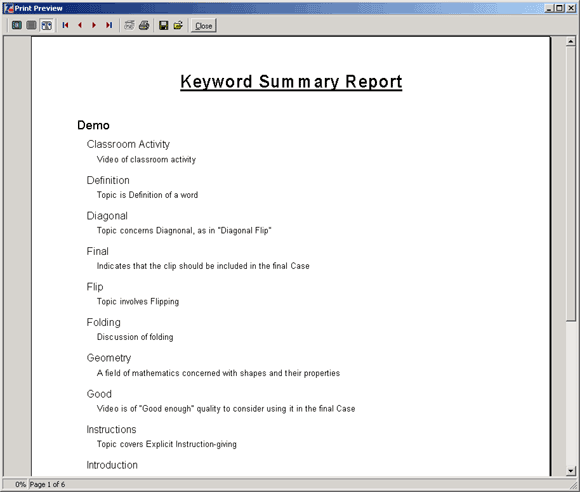 Print Preview
Close
Keyword Summary Report
Demo
Classroom Activity
Video of classroom activity
Definition
Topic is Definition of a word
Diagonal
Topic concerns Diagnonal, as in "Diagonal Flip"
Final
Indicates that the clip should be included in the final Case
Flip
Topic involves Flipping
Folding
Discussion of folding
Geometry
A field of mathematics concerned with shapes and their properties
Good
Video is of "Good enough" quality to consider using it in the final Case
Instructions
Topic covers Explicit Instruction-giving
Introduction
0% Page 1 of 6